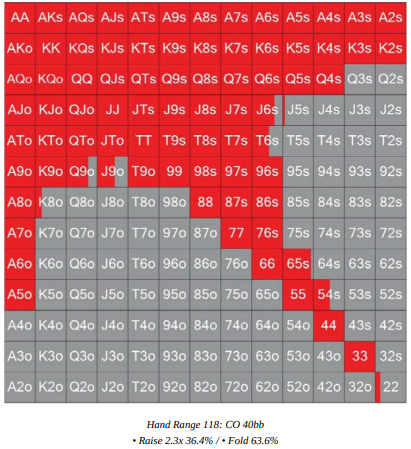 AA AKs AQs AJs ATs A9s A8s A7s A6s A5s A4s A3s A2s
AKo KK KQs KJs KTs K9s K8s K7s K6s K5s K4s K3s K2s
AQo KQo QQ QJs QTs Q9s Q8s Q7s Q6s Q5s Q4s Q3s Q2s
AJo KJo QJo JJ JTs J9s J8s J7s J6s J5s J4s J3s J2s
ATo KTo QTo JTo TT T9s T8s T7s T6s T5s T4s T3s T2s
A9o K9o Q9o J9o T9o 99 98s 97s 96s 95s 94s 93s 92s
A8o K8o Q8o J8o T8o 98o 88 87s 86s 85s 84s 83s 82s
A7o K7o Q7o J7o T7o 97o 87o 77 76s 75s 74s 73s 72s
A6o K6o Q6o J6o T6o 96o 86o 76o 66 65s 64s 63s 62s
A5o K5o Q5o J5o T5o 95o 85o 75o 65o 55 54s 53s 52s
A4o K4o Q4o J4o T4o 94o 84o 74o 64o 54o 44 43s 42s
A3o K3o Q3o J3o T3o 93o 83o 73o 63o 53o 43o 33 32s
A2o K2o Q2o J2o T2o 92o 82o 72o 62o 52o 42o 32o 22
Hand Range 118: CO 40bb
• Raise 2.3x 36.4% / • Fold 63.6%